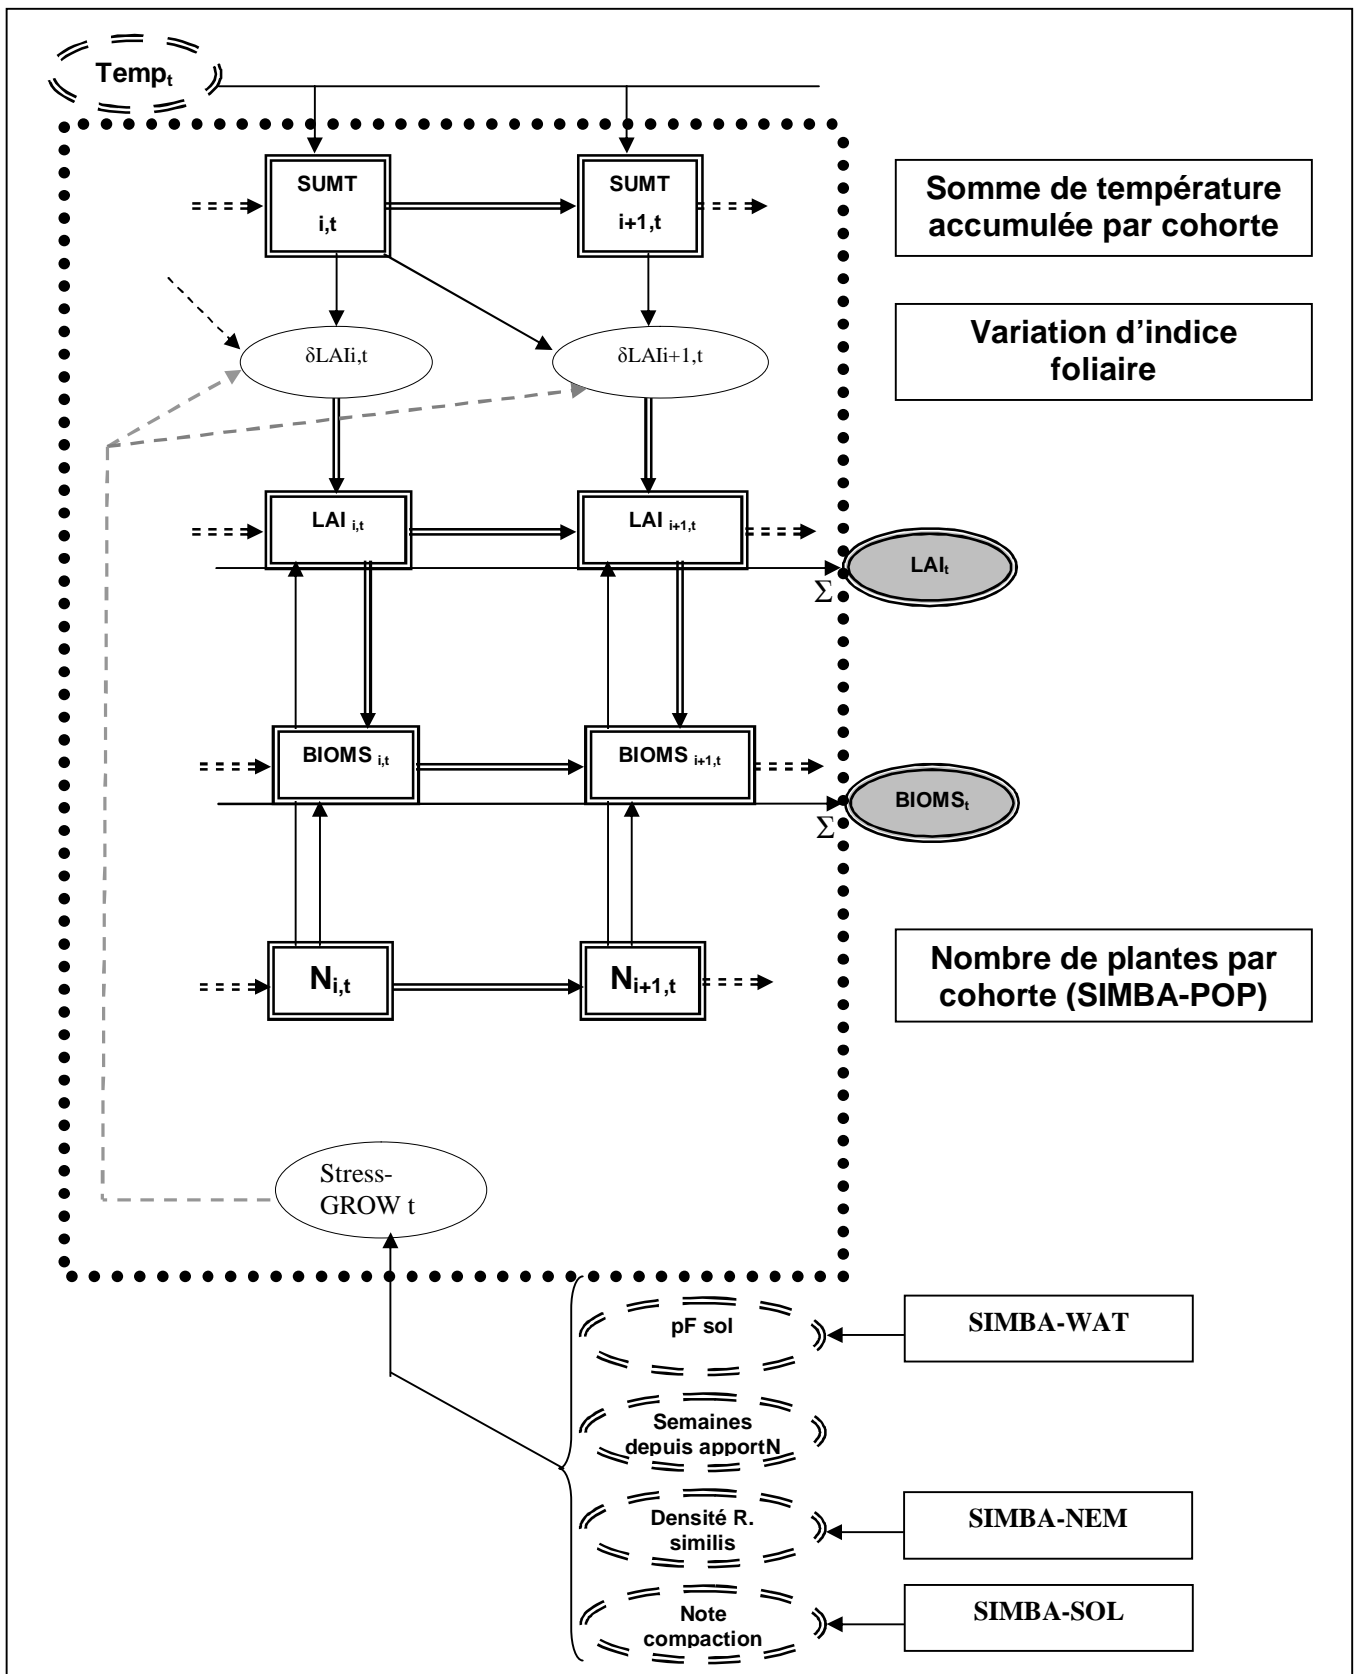 Temp_t
SUMT
i,t
SUMT
i+1,t
Somme de température
accumulée par cohorte
δLAIi,t
δLAIi+1,t
Variation d'indice
foliaire
LAI i,t
LAI i+1,t
LAI_t
Σ
BIOMS i,t
BIOMS i+1,t
BIOMS_t
Σ
N_i,t
N_i+1,t
Nombre de plantes par
cohorte (SIMBA-POP)
Stress-
GROW t
pF sol
SIMBA-WAT
Semaines
depuis apportN
Densité R.
similis
SIMBA-NEM
Note
compaction
SIMBA-SOL